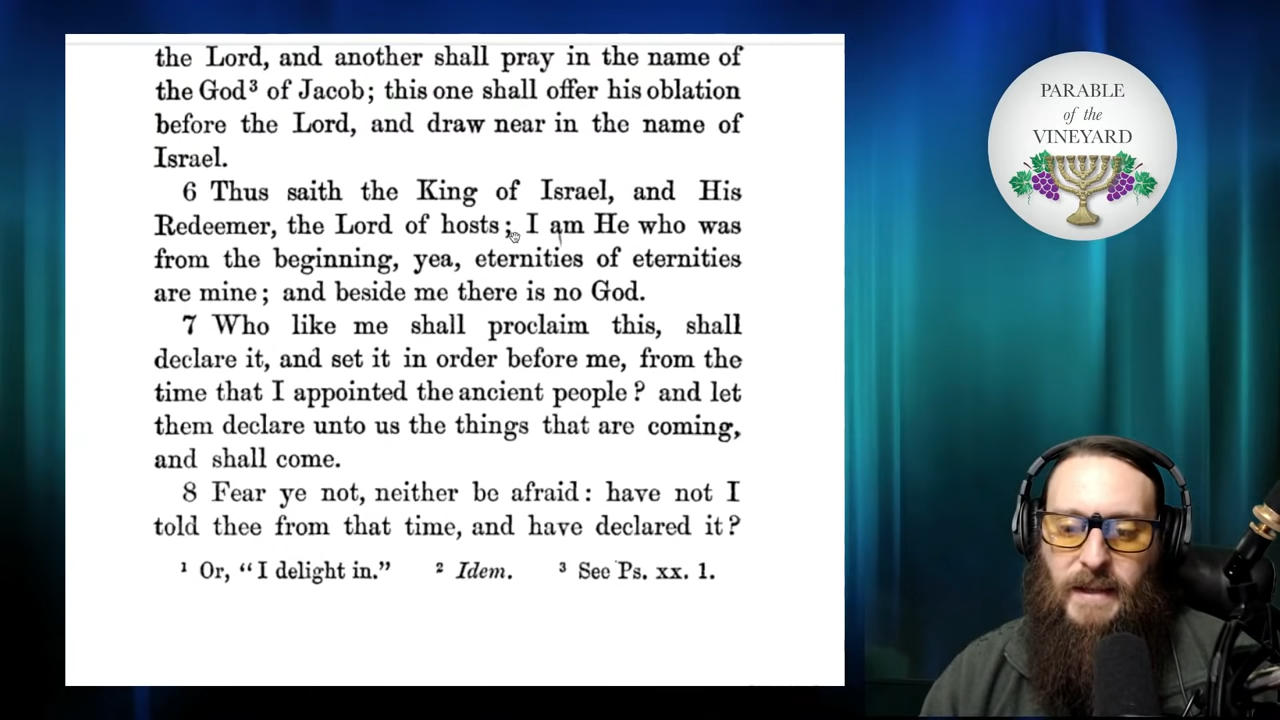 the Lord, and another shall pray in the name of
the God³ of Jacob; this one shall offer his oblation
before the Lord, and draw near in the name of
Israel.
6 Thus saith the King of Israel, and His
Redeemer, the Lord of hosts; I am He who was
from the beginning, yea, eternities of eternities
are mine; and beside me there is no God.
7 Who like me shall proclaim this, shall
declare it, and set it in order before me, from the
time that I appointed the ancient people? and let
them declare unto us the things that are coming,
and shall come.
8 Fear ye not, neither be afraid: have not I
told thee from that time, and have declared it?
¹ Or, “I delight in.” ² Idem. ³ See Ps. xx. 1.
PARABLE
of the
VINEYARD